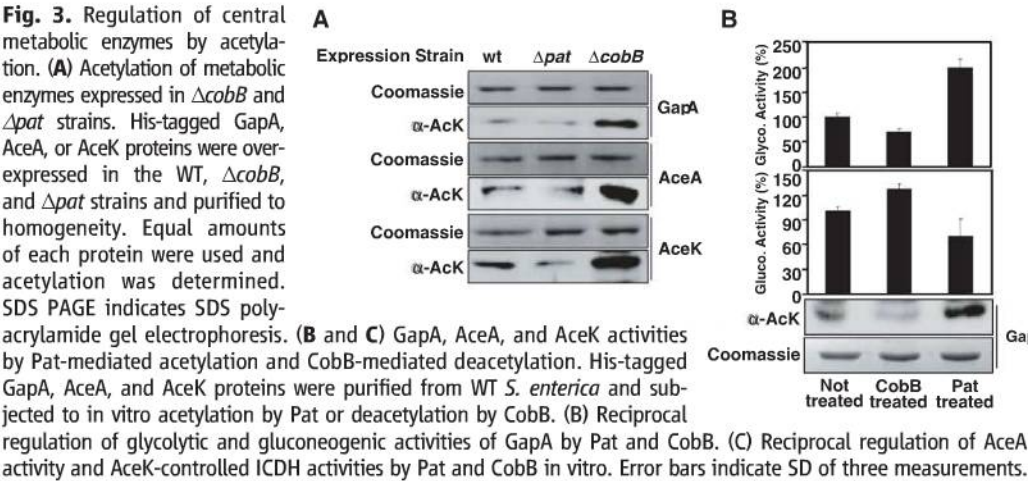 Fig. 3. Regulation of central
metabolic enzymes by acetyla-
tion. (A) Acetylation of metabolic
enzymes expressed in ΔcobB and
Δpat strains. His-tagged GapA,
AceA, or AceK proteins were over-
expressed in the WT, ΔcobB,
and Δpat strains and purified to
homogeneity. Equal amounts
of each protein were used and
acetylation was determined.
SDS PAGE indicates SDS poly-
acrylamide gel electrophoresis. (B and C) GapA, AceA, and AceK activities
by Pat-mediated acetylation and CobB-mediated deacetylation. His-tagged
GapA, AceA, and AceK proteins were purified from WT S. enterica and sub-
jected to in vitro acetylation by Pat or deacetylation by CobB. (B) Reciprocal
regulation of glycolytic and gluconeogenic activities of GapA by Pat and CobB. (C) Reciprocal regulation of AceA
activity and AceK-controlled ICDH activities by Pat and CobB in vitro. Error bars indicate SD of three measurements.
A
Expression Strain wt Δpat ΔcobB
Coomassie
α-AcK
GapA
Coomassie
α-AcK
AceA
Coomassie
α-AcK
AceK
B
Glyco. Activity (%)
250
200
150
100
50
0
Gluco. Activity (%)
150
120
90
60
30
0
α-AcK
Coomassie
Gap
Not CobB Pat
treated treated treated